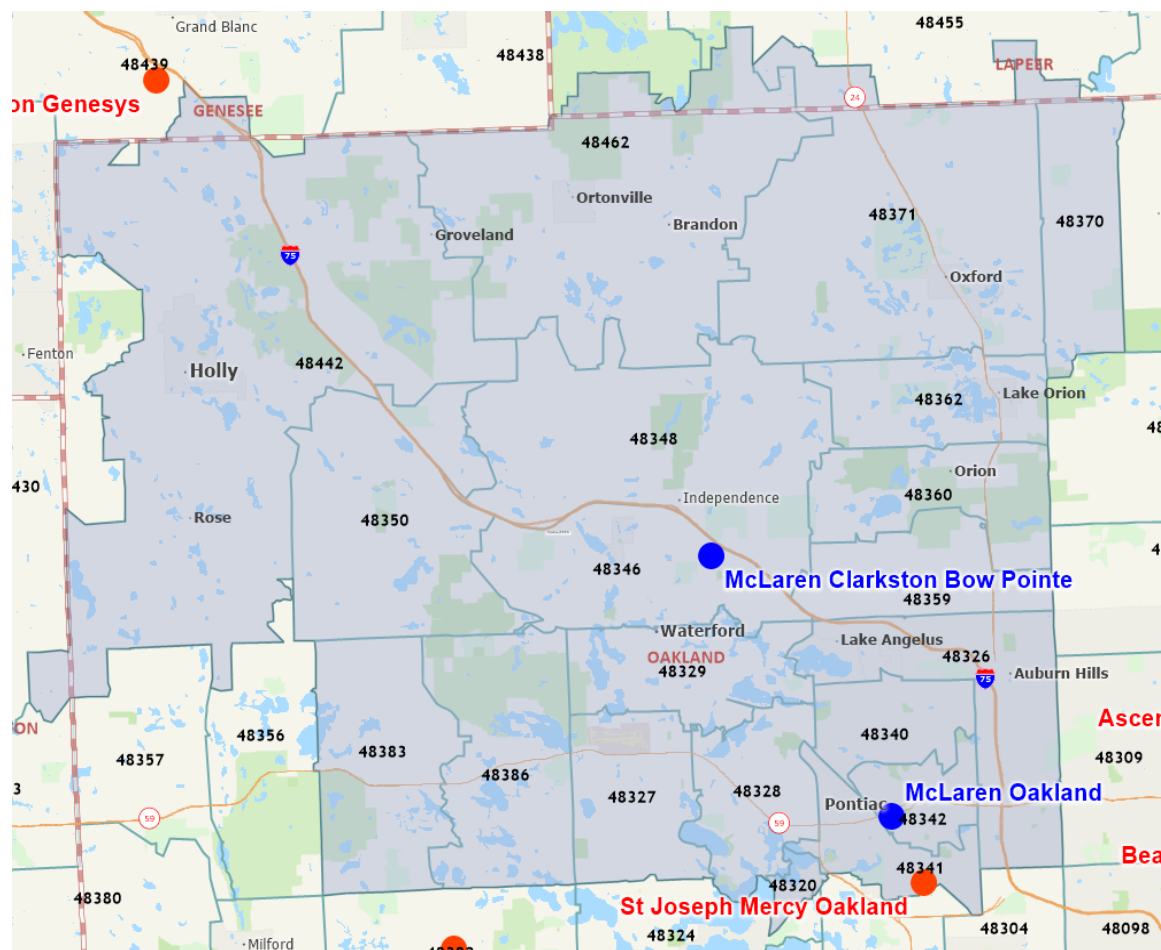 48455
Grand Blanc
48438
48439
LAPEER
on Genesys
GENESEE
24
48462
Ortonville
48371
48370
Brandon
Groveland
75
Oxford
Fenton
48442
Holly
Lake Orion
48362
48348
Orion
430
48360
Independence
Rose
48350
48346
McLaren Clarkston Bow Pointe
48359
Waterford
Lake Angelus
OAKLAND
48326
48329
Auburn Hills
75
Ascen
ON
48356
48340
48383
48357
48309
48386
3
48328
McLaren Oakland
48327
Pontiac
59
59
48342
Bea
48341
48320
48380
St Joseph Mercy Oakland
48304
48098
48324
Milford